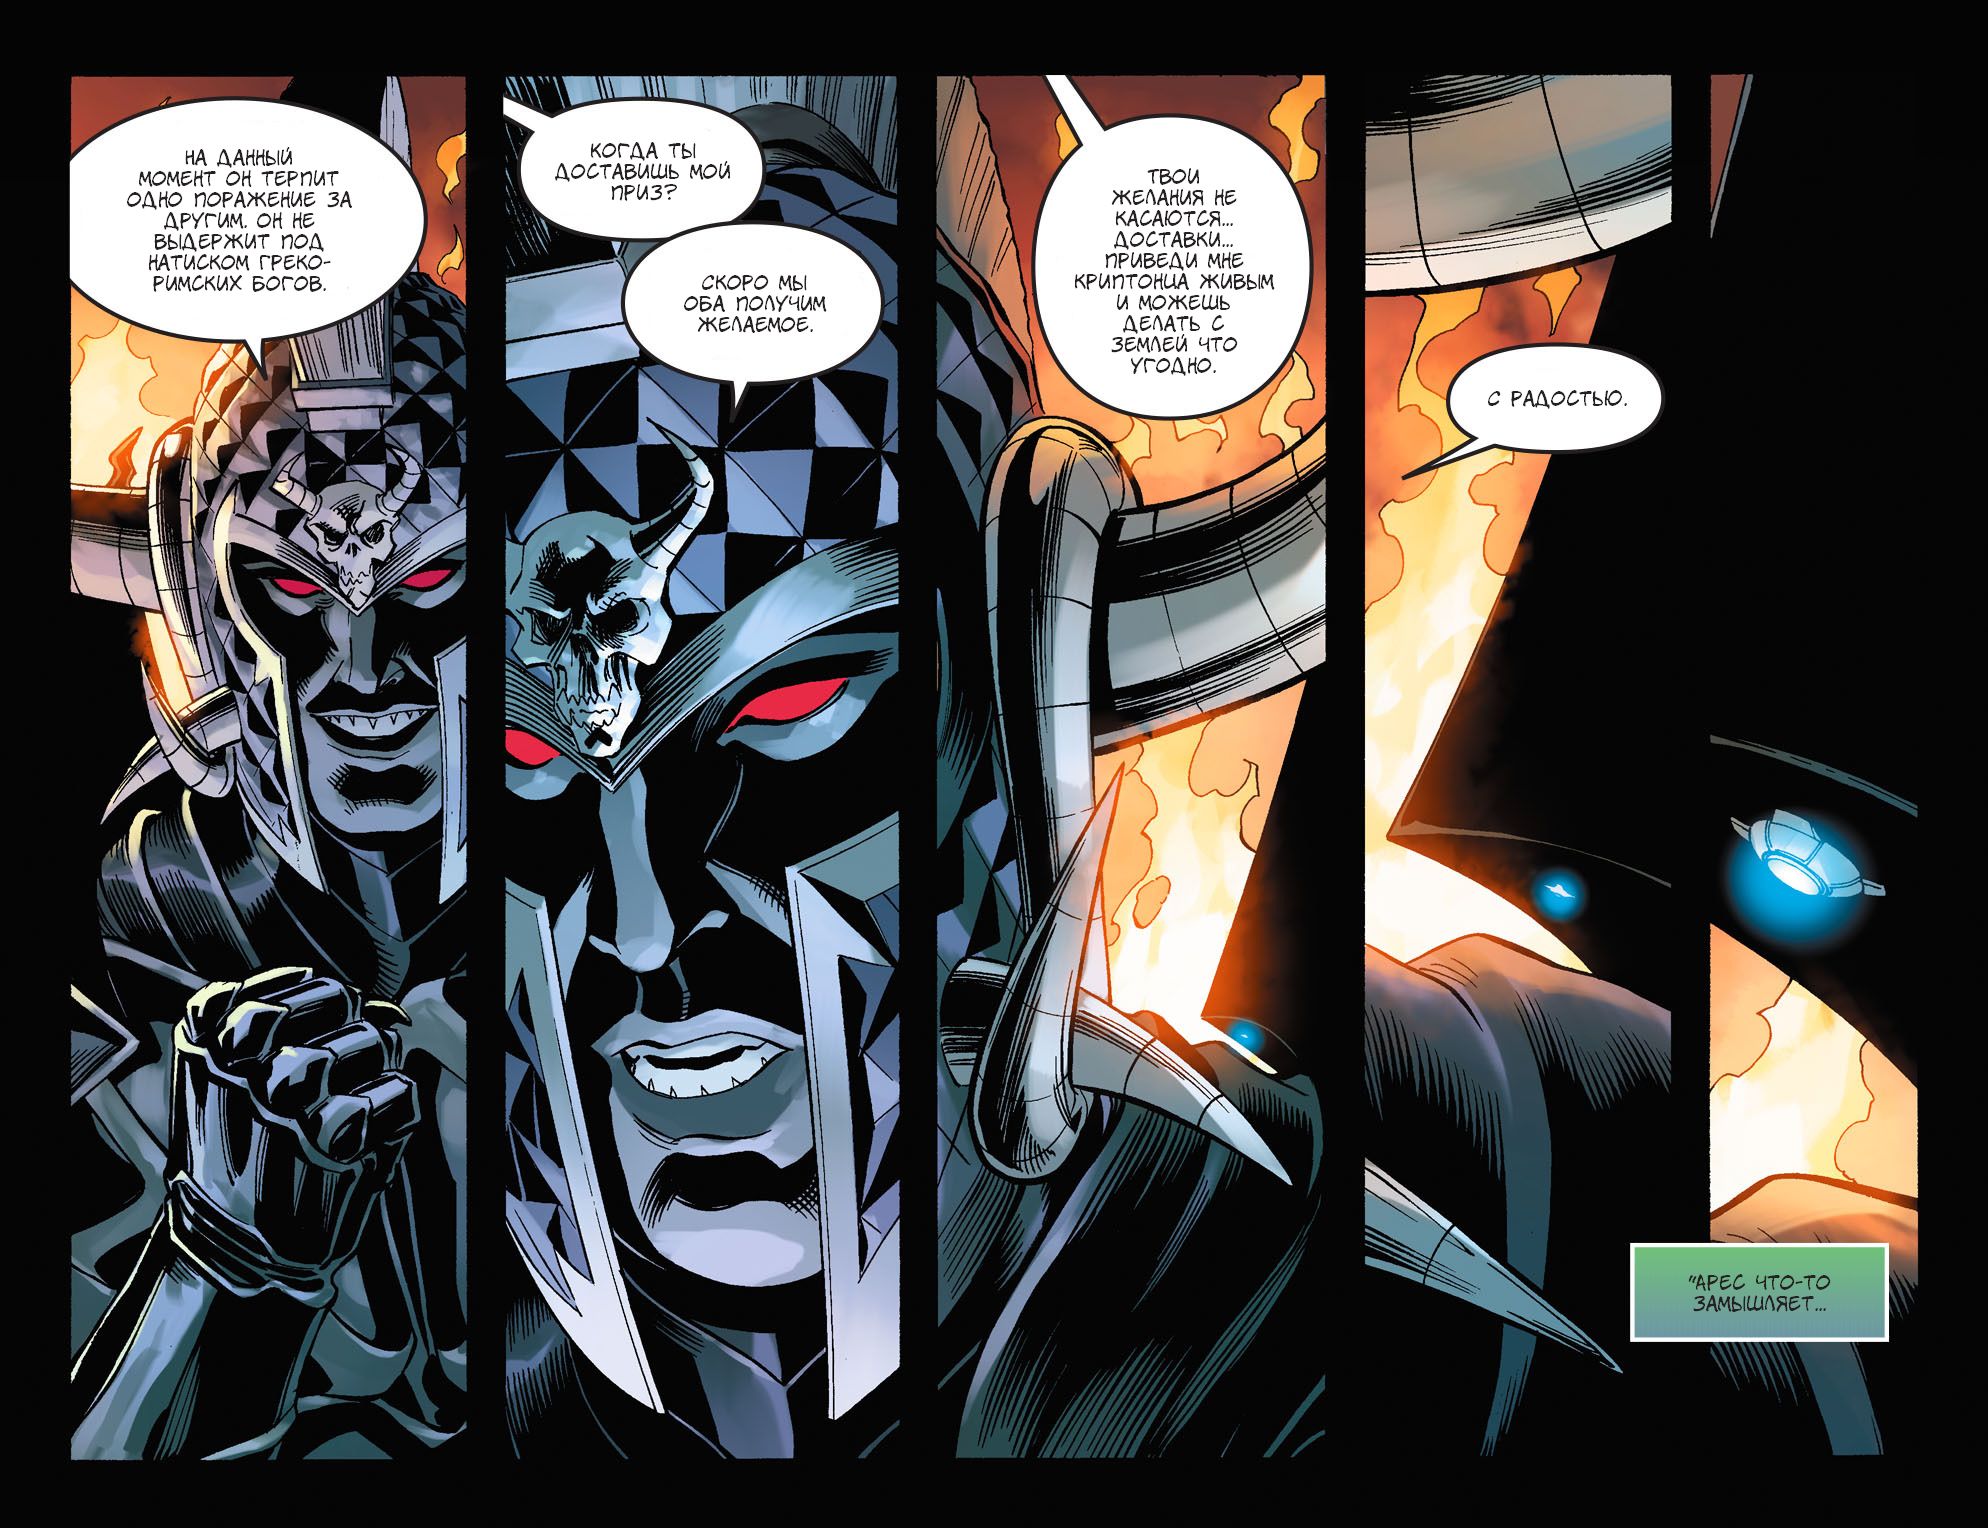 НА ДАННЫЙ
МОМЕНТ ОН ТЕРПИТ
ОДНО ПОРАЖЕНИЕ ЗА
ДРУГИМ. ОН НЕ
ВЫДЕРЖИТ ПОД
НАТИСКОМ ГРЕКО-
РИМСКИХ БОГОВ.
КОГДА ТЫ
ДОСТАВИШЬ МОЙ
ПРИЗ?
СКОРО МЫ
ОБА ПОЛУЧИМ
ЖЕЛАЕМОЕ.
ТВОИ
ЖЕЛАНИЯ НЕ
КАСАЮТСЯ...
ДОСТАВКИ...
ПРИВЕДИ МНЕ
КРИПТОНЦА ЖИВЫМ
И МОЖЕШЬ
ДЕЛАТЬ С
ЗЕМЛЕЙ ЧТО
УГОДНО.
С РАДОСТЬЮ.
"АРЕС ЧТО-ТО
ЗАМЫШЛЯЕТ...